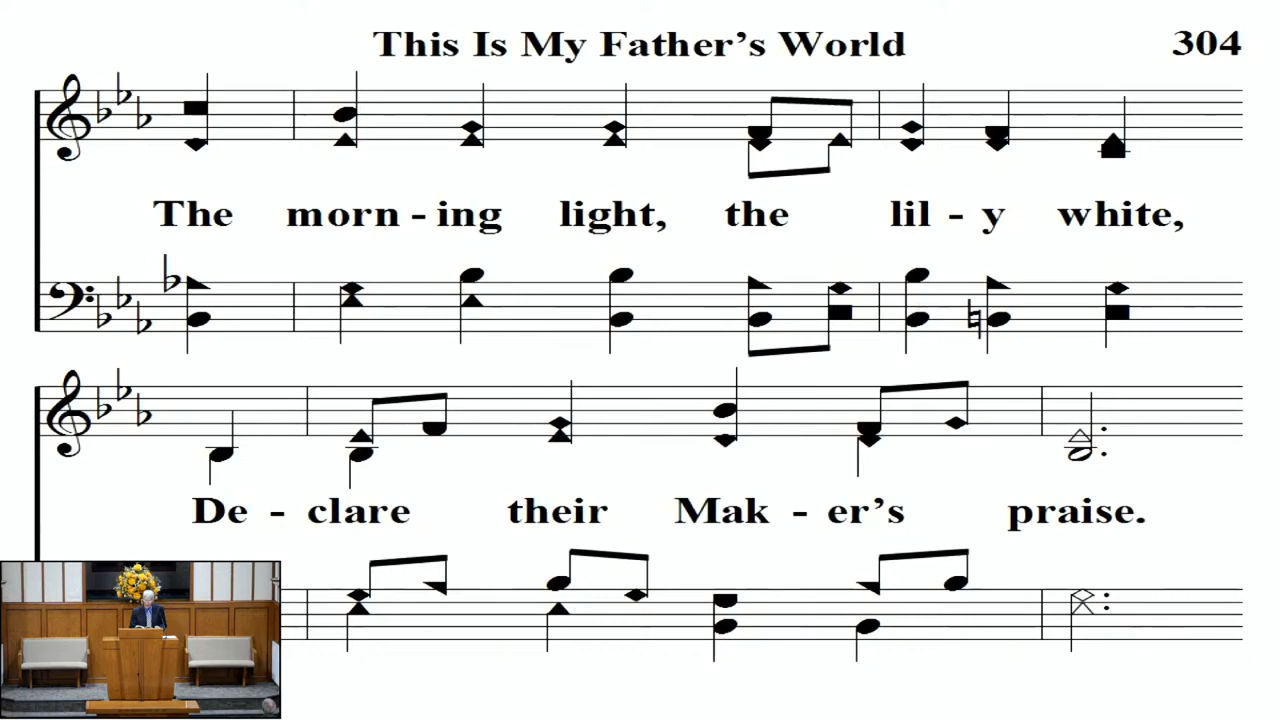 This Is My Father's World 304
The morn - ing light, the lil - y white,
De - clare their Mak - er's praise.